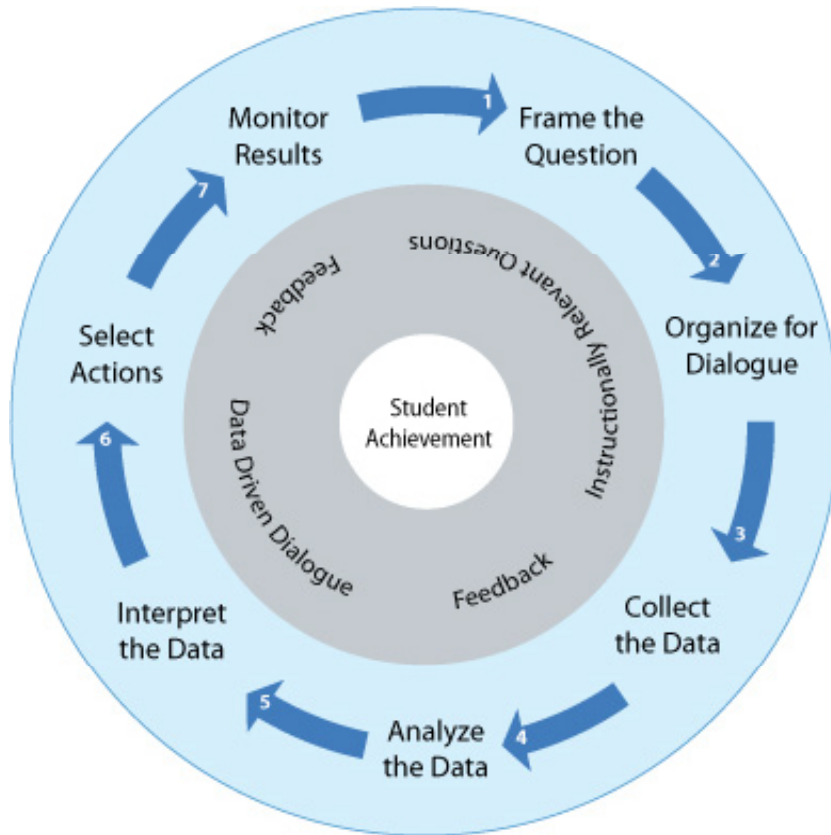 1
Frame the
Question
2
Organize for
Dialogue
3
Collect
the Data
4
Analyze
the Data
5
Interpret
the Data
6
Select
Actions
7
Monitor
Results
Instructionally Relevant Questions
Feedback
Data Driven Dialogue
Feedback
Student
Achievement